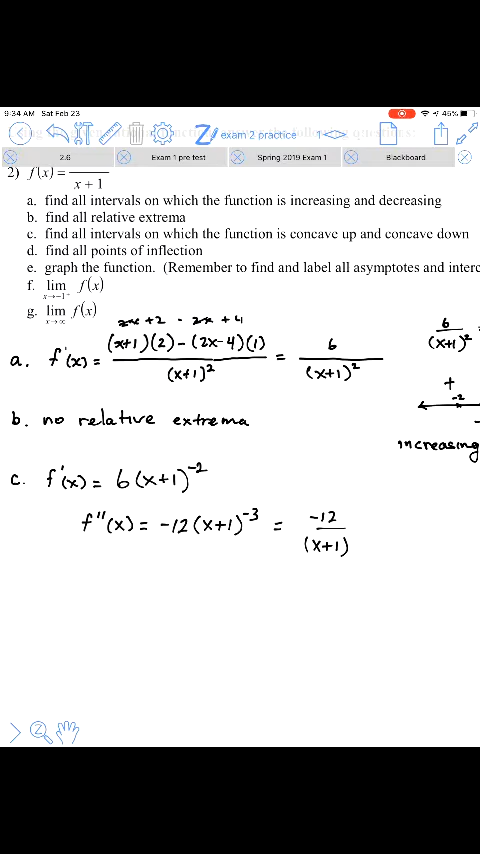 9:34 AM Sat Feb 23 46%
exam 2 practice 1
2.6 Exam 1 pre test Spring 2019 Exam 1 Blackboard
2) f(x) =
x + 1
a. find all intervals on which the function is increasing and decreasing
b. find all relative extrema
c. find all intervals on which the function is concave up and concave down
d. find all points of inflection
e. graph the function. (Remember to find and label all asymptotes and interc
f. lim f(x)
x→−1⁻
g. lim f(x)
x→∞
2x + 2 - 2x + 4
a. f'(x) = (x+1)(2) - (2x-4)(1) / (x+1)² = 6 / (x+1)²
6 / (x+1)² =
+
-2
increasing
b. no relative extrema
c. f'(x) = 6(x+1)⁻²
f''(x) = -12(x+1)⁻³ = -12 / (x+1)